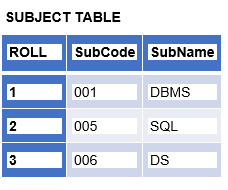 SUBJECT TABLE
ROLL SubCode SubName
1 001 DBMS
2 005 SQL
3 006 DS